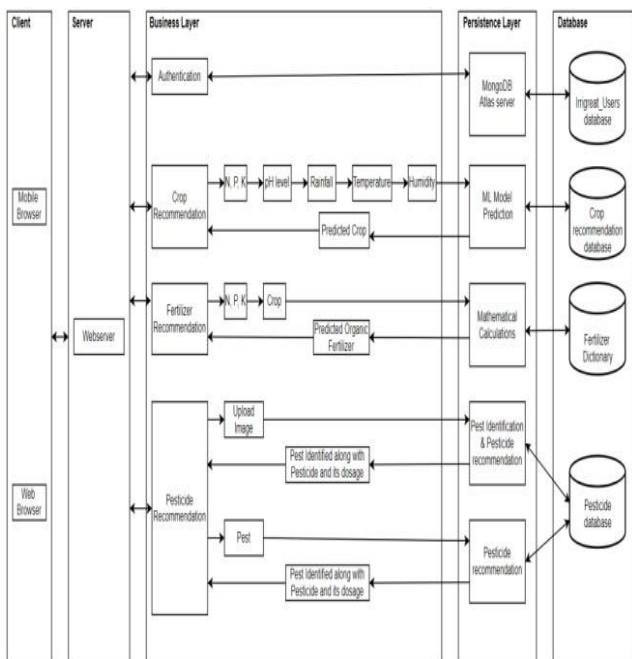 Client
Server
Business Layer
Persistence Layer
Database
Authentication
MongoDB
Atlas server
Irrigreat_Users
database
Mobile
Browser
Crop
Recommendation
N, P, K
pH level
Rainfall
Temperature
Humidity
Predicted Crop
ML Model
Prediction
Crop
recommendation
database
Webserver
Fertilizer
Recommendation
N, P, K
Crop
Predicted Organic
Fertilizer
Mathematical
Calculations
Fertilizer
Dictionary
Web
Browser
Pesticide
Recommendation
Upload
Image
Pest Identified along with
Pesticide and its dosage
Pest Identification
& Pesticide
recommendation
Pest
Pest Identified along with
Pesticide and its dosage
Pesticide
recommendation
Pesticide
database